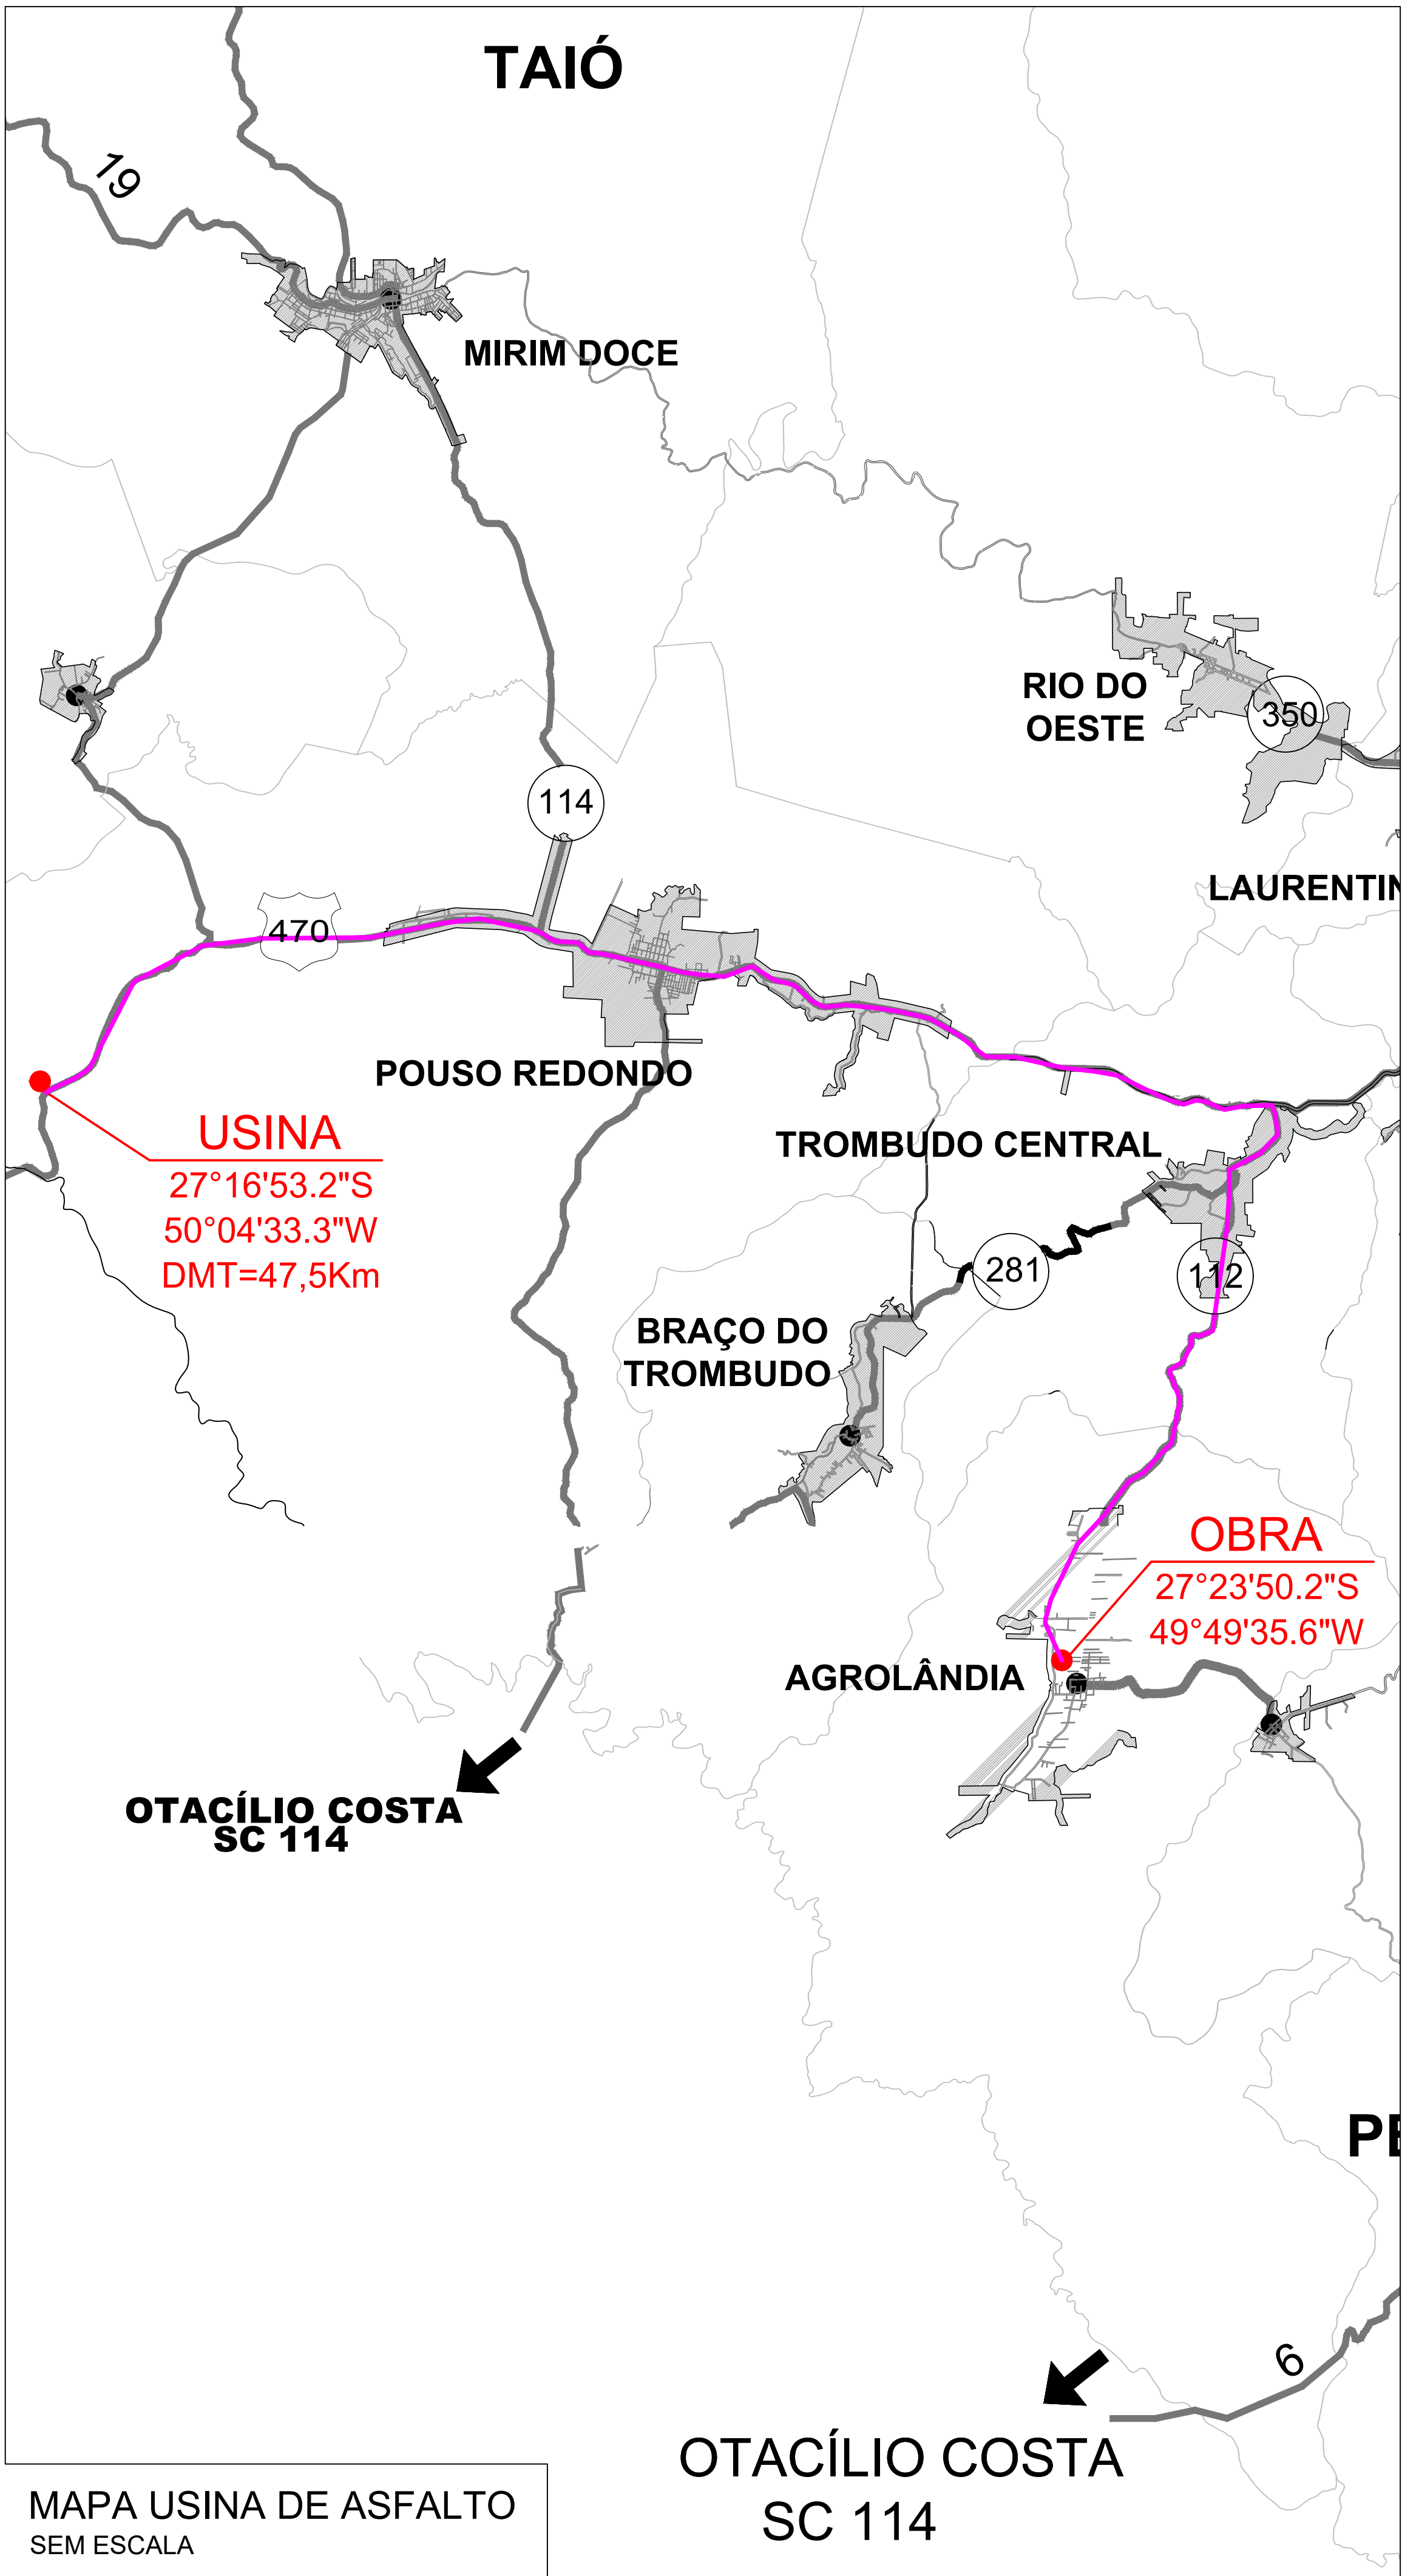 TAIÓ
19
MIRIM DOCE
RIO DO
OESTE
350
114
LAURENTIN
470
POUSO REDONDO
USINA
27°16'53.2"S
50°04'33.3"W
DMT=47,5Km
TROMBUDO CENTRAL
281
112
BRAÇO DO
TROMBUDO
OBRA
27°23'50.2"S
49°49'35.6"W
AGROLÂNDIA
OTACÍLIO COSTA
SC 114
PE
6
OTACÍLIO COSTA
SC 114
MAPA USINA DE ASFALTO
SEM ESCALA